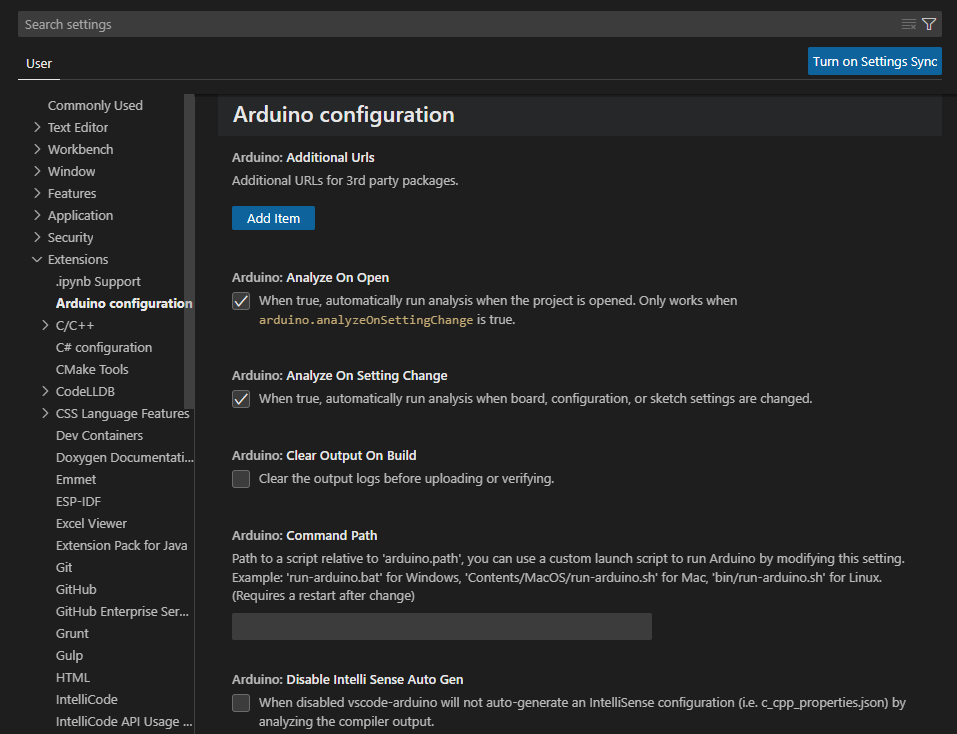 Search settings
User
Turn on Settings Sync
Commonly Used
Text Editor
Workbench
Window
Features
Application
Security
Extensions
.ipynb Support
Arduino configuration
C/C++
C# configuration
CMake Tools
CodeLLDB
CSS Language Features
Dev Containers
Doxygen Documentati...
Emmet
ESP-IDF
Excel Viewer
Extension Pack for Java
Git
GitHub
GitHub Enterprise Ser...
Grunt
Gulp
HTML
IntelliCode
IntelliCode API Usage ...
Arduino configuration
Arduino: Additional Urls
Additional URLs for 3rd party packages.
Add Item
Arduino: Analyze On Open
When true, automatically run analysis when the project is opened. Only works when
arduino.analyzeOnSettingChange is true.
Arduino: Analyze On Setting Change
When true, automatically run analysis when board, configuration, or sketch settings are changed.
Arduino: Clear Output On Build
Clear the output logs before uploading or verifying.
Arduino: Command Path
Path to a script relative to 'arduino.path', you can use a custom launch script to run Arduino by modifying this setting.
Example: 'run-arduino.bat' for Windows, 'Contents/MacOS/run-arduino.sh' for Mac, 'bin/run-arduino.sh' for Linux.
(Requires a restart after change)
Arduino: Disable Intelli Sense Auto Gen
When disabled vscode-arduino will not auto-generate an IntelliSense configuration (i.e. c_cpp_properties.json) by
analyzing the compiler output.